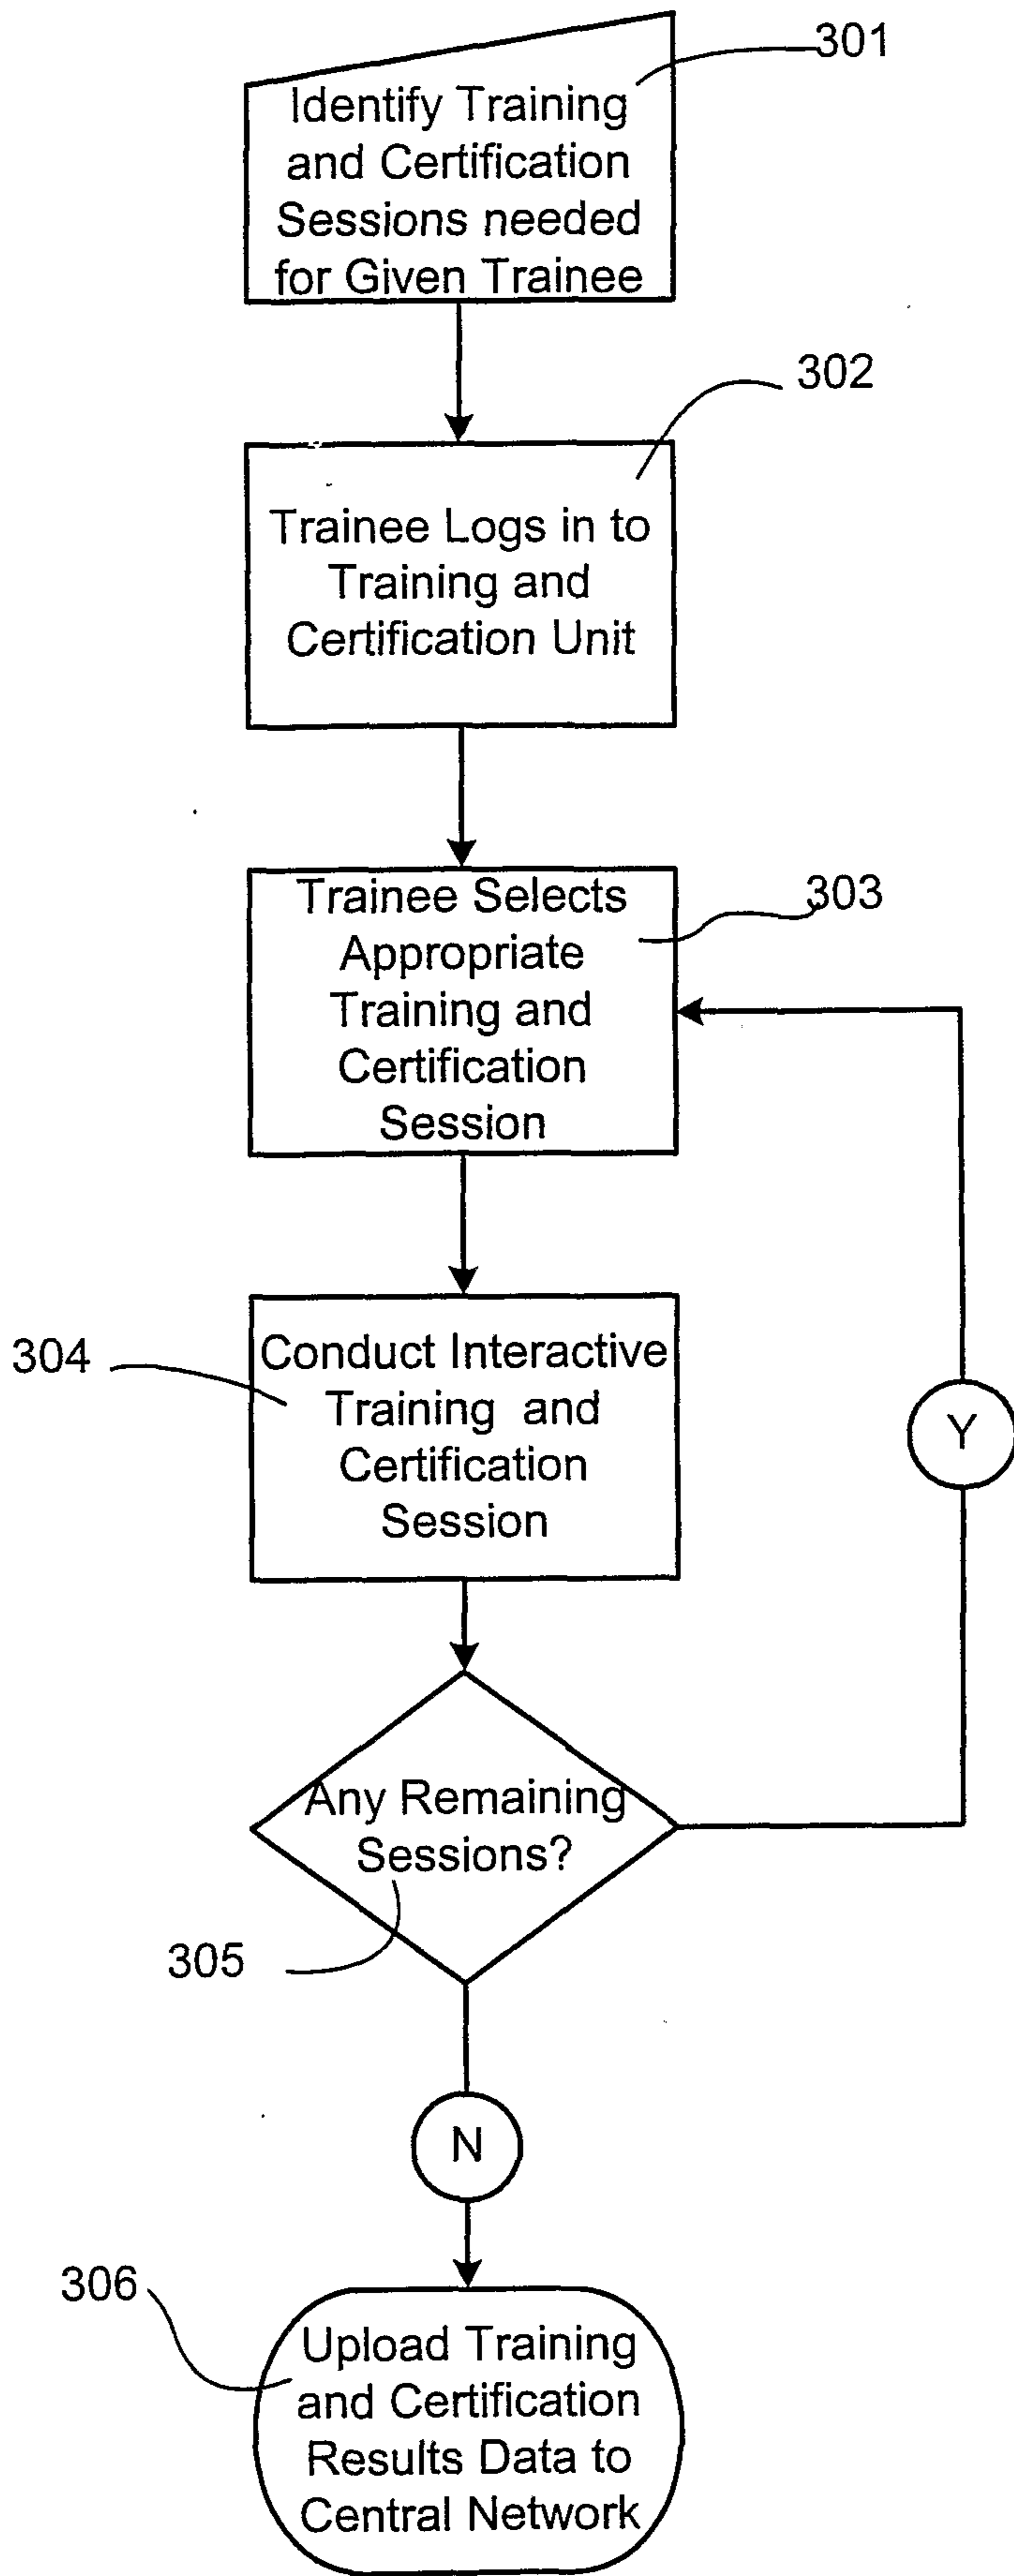 301
Identify Training
and Certification
Sessions needed
for Given Trainee
302
Trainee Logs in to
Training and
Certification Unit
303
Trainee Selects
Appropriate
Training and
Certification
Session
304
Conduct Interactive
Training and
Certification
Session
Y
Any Remaining
Sessions?
305
N
306
Upload Training
and Certification
Results Data to
Central Network